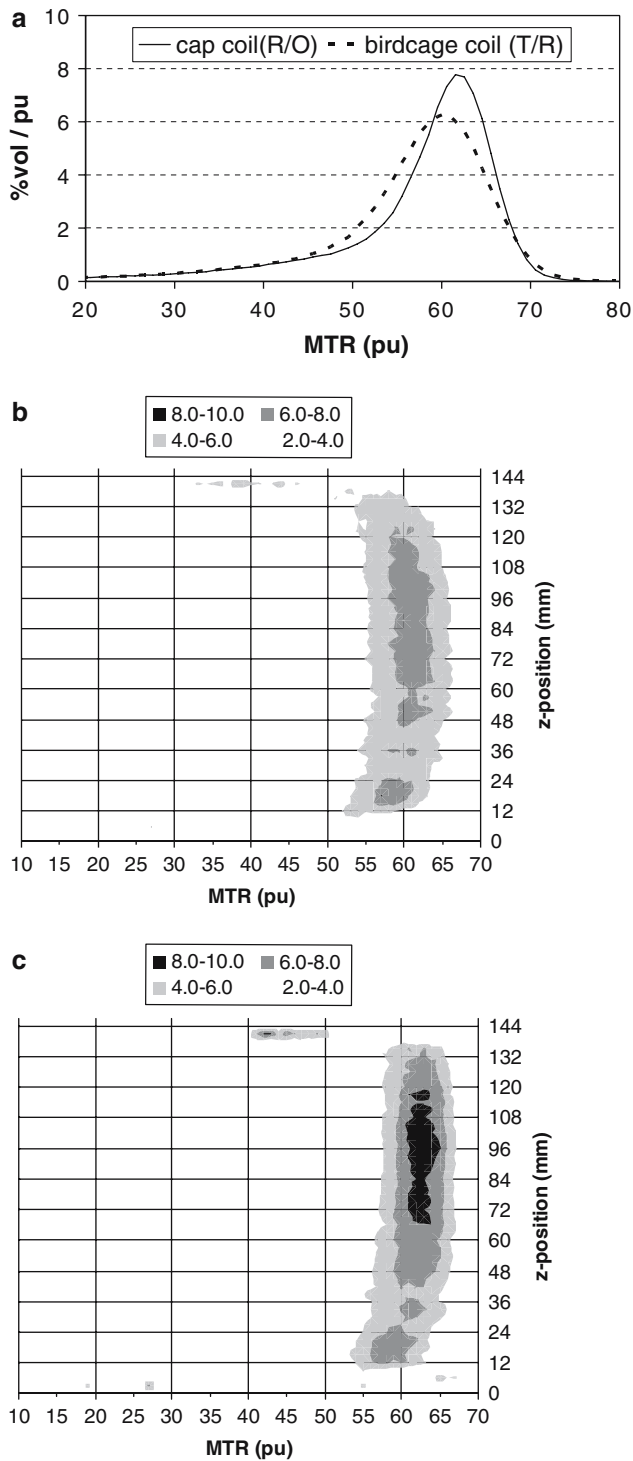 a
cap coil(R/O) birdcage coil (T/R)
10
8
6
4
2
0
%vol / pu
20 30 40 50 60 70 80
MTR (pu)
b
8.0-10.0 6.0-8.0
4.0-6.0 2.0-4.0
144
132
120
108
96
84
72
60
48
36
24
12
0
z-position (mm)
10 15 20 25 30 35 40 45 50 55 60 65 70
MTR (pu)
c
8.0-10.0 6.0-8.0
4.0-6.0 2.0-4.0
144
132
120
108
96
84
72
60
48
36
24
12
0
z-position (mm)
10 15 20 25 30 35 40 45 50 55 60 65 70
MTR (pu)